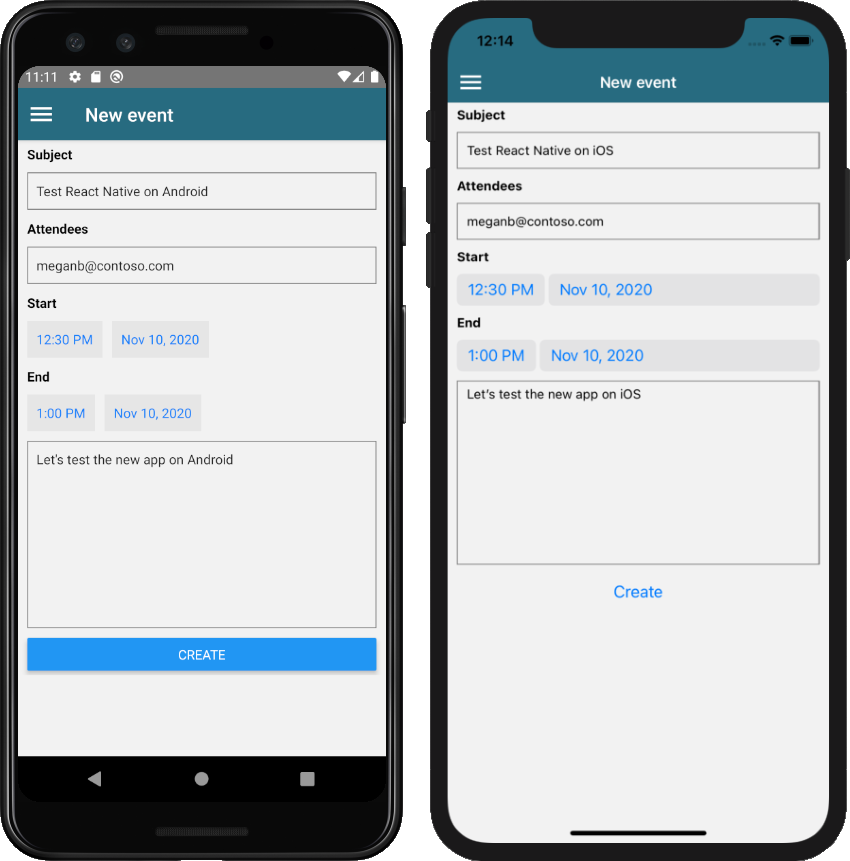 11:11
New event
Subject
Test React Native on Android
Attendees
meganb@contoso.com
Start
12:30 PM Nov 10, 2020
End
1:00 PM Nov 10, 2020
Let's test the new app on Android
CREATE
12:14
New event
Subject
Test React Native on iOS
Attendees
meganb@contoso.com
Start
12:30 PM Nov 10, 2020
End
1:00 PM Nov 10, 2020
Let's test the new app on iOS
Create